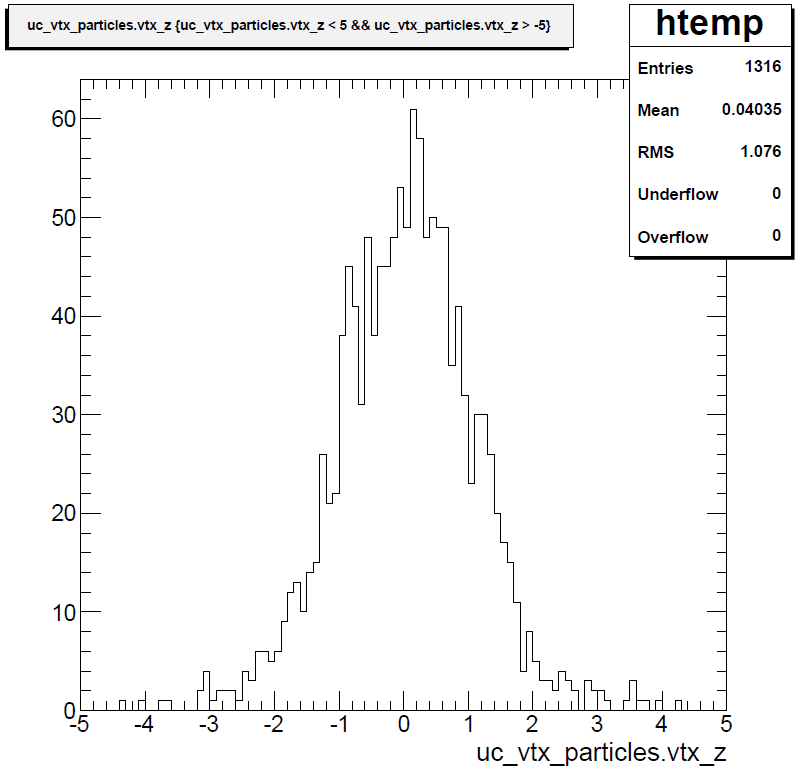 uc_vtx_particles.vtx_z {uc_vtx_particles.vtx_z < 5 && uc_vtx_particles.vtx_z > -5}
htemp
Entries 1316
Mean 0.04035
RMS 1.076
Underflow 0
Overflow 0
60
50
40
30
20
10
0
-5 -4 -3 -2 -1 0 1 2 3 4 5
uc_vtx_particles.vtx_z